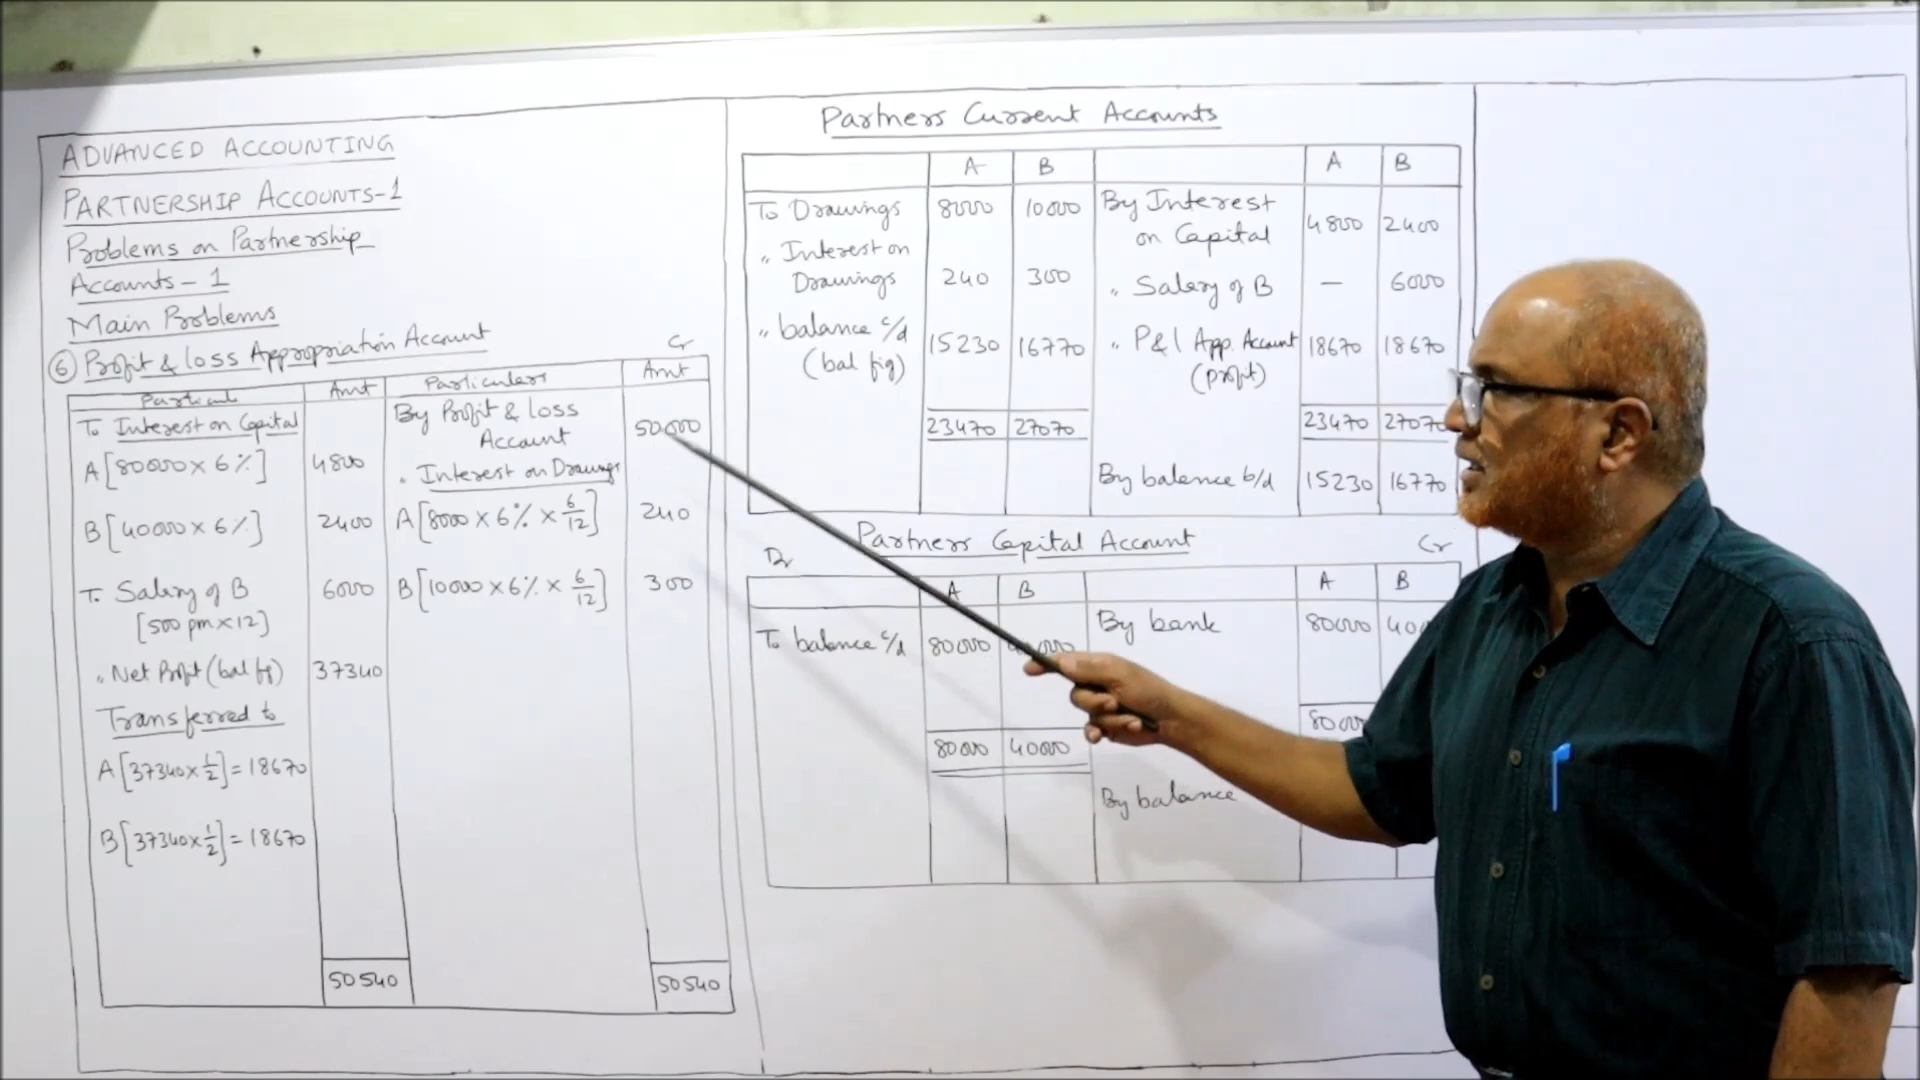 ADVANCED ACCOUNTING
PARTNERSHIP ACCOUNTS-1
Problems on Partnership
Accounts - 1
Main Problems
6 Profit & loss Appropriation Account
Cr
Amt Particulars Amt
To Interest on Capital By Profit & loss
Account 50000
A [80000 x 6%] 4800 " Interest on Drawings
B [40000 x 6%] 2400 A [8000 x 6% x 6/12] 240
To Salary of B 6000 B [10000 x 6% x 6/12] 300
[500 pm x 12]
" Net Profit (bal fig) 37340
Transferred to
A [37340 x 1/2] = 18670
B [37340 x 1/2] = 18670
50540 50540
Partners Current Accounts
A B A B
To Drawings 8000 10000 By Interest
on Capital 4800 2400
" Interest on
Drawings 240 300 " Salary of B — 6000
" balance c/d 15230 16770 " P&l App. Account 18670 18670
(bal fig) (profit)
23470 27070 23470 27070
By balance b/d 15230 16770
Partners Capital Account
Dr Cr
A B A B
To balance c/d 80000 By bank 80000
80000 40000
By balance